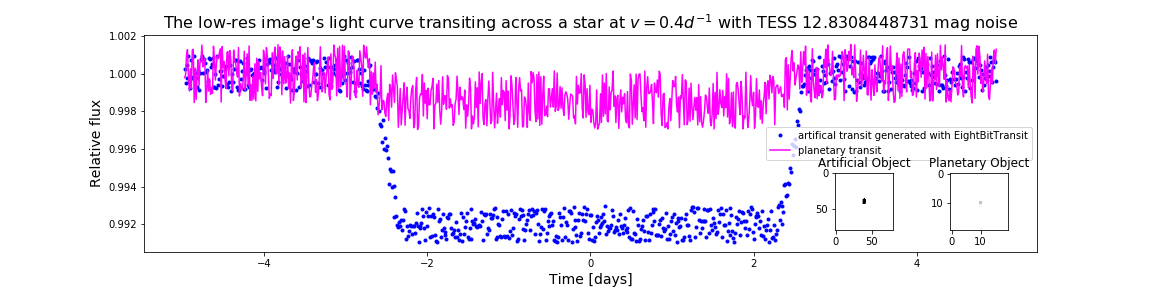 The low-res image's light curve transiting across a star at v = 0.4d⁻¹ with TESS 12.8308448731 mag noise
1.002
1.000
0.998
0.996
0.994
0.992
Relative flux
artifical transit generated with EightBitTransit
planetary transit
Artificial Object
0
50
0 50
Planetary Object
0
10
0 10
−4 −2 0 2 4
Time [days]